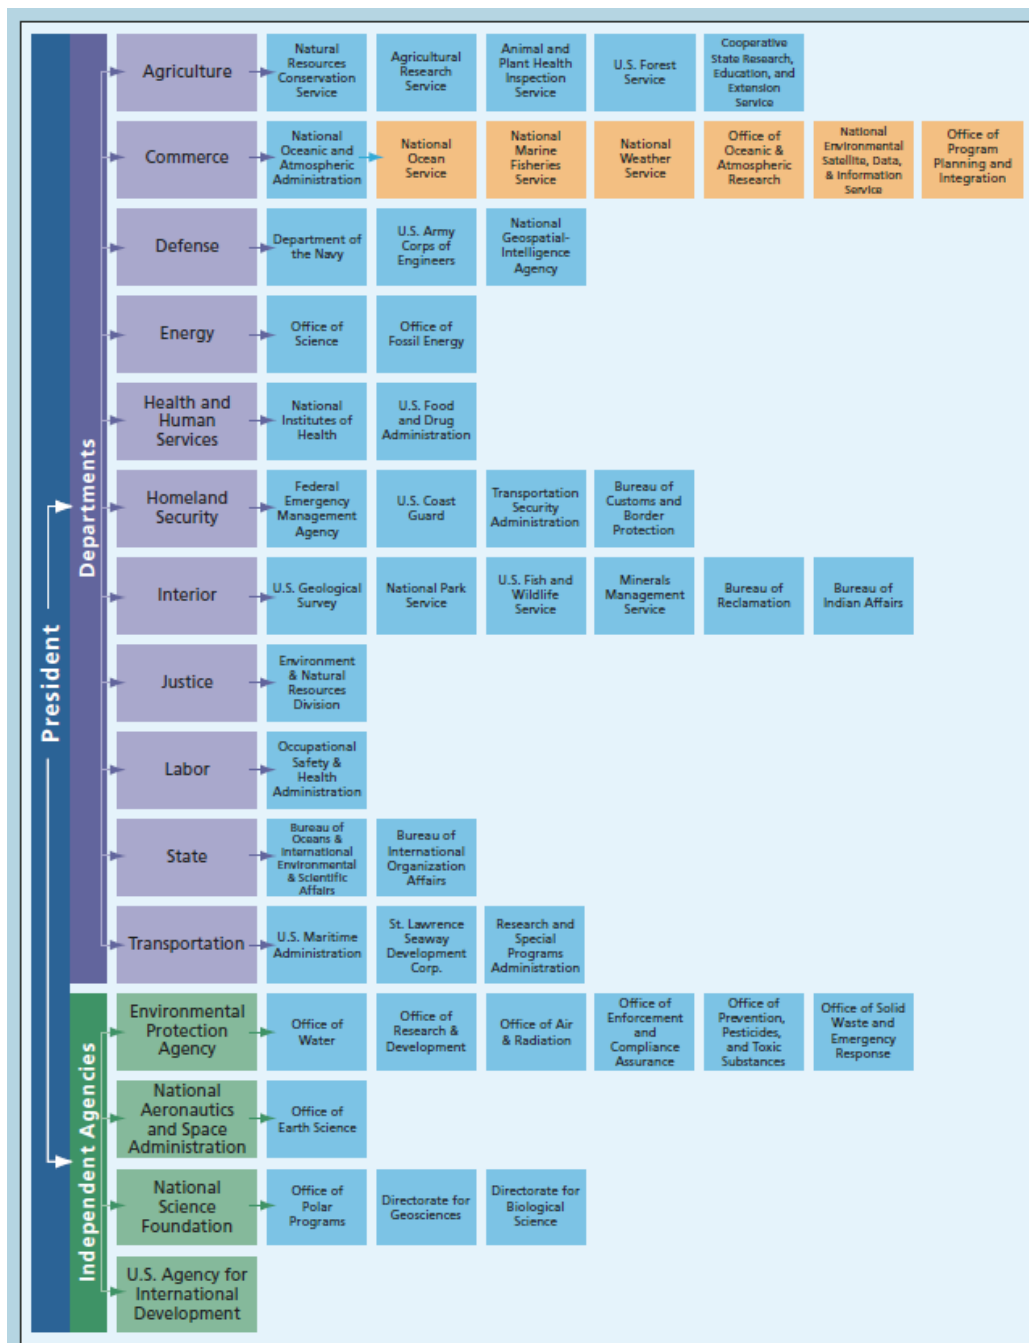 President
Departments
Agriculture
Natural
Resources
Conservation
Service
Agricultural
Research
Service
Animal and
Plant Health
Inspection
Service
U.S. Forest
Service
Cooperative
State Research,
Education, and
Extension
Service
Commerce
National
Oceanic and
Atmospheric
Administration
National
Ocean
Service
National
Marine
Fisheries
Service
National
Weather
Service
Office of
Oceanic &
Atmospheric
Research
National
Environmental
Satellite, Data,
& Information
Service
Office of
Program
Planning and
Integration
Defense
Department of
the Navy
U.S. Army
Corps of
Engineers
National
Geospatial-
Intelligence
Agency
Energy
Office of
Science
Office of
Fossil Energy
Health and
Human
Services
National
Institutes of
Health
U.S. Food
and Drug
Administration
Homeland
Security
Federal
Emergency
Management
Agency
U.S. Coast
Guard
Transportation
Security
Administration
Bureau of
Customs and
Border
Protection
Interior
U.S. Geological
Survey
National Park
Service
U.S. Fish and
Wildlife
Service
Minerals
Management
Service
Bureau of
Reclamation
Bureau of
Indian Affairs
Justice
Environment
& Natural
Resources
Division
Labor
Occupational
Safety &
Health
Administration
State
Bureau of
Oceans &
International
Environmental
& Scientific
Affairs
Bureau of
International
Organization
Affairs
Transportation
U.S. Maritime
Administration
St. Lawrence
Seaway
Development
Corp.
Research and
Special
Programs
Administration
Independent Agencies
Environmental
Protection
Agency
Office of
Water
Office of
Research &
Development
Office of Air
& Radiation
Office of
Enforcement
and
Compliance
Assurance
Office of
Prevention,
Pesticides,
and Toxic
Substances
Office of Solid
Waste and
Emergency
Response
National
Aeronautics
and Space
Administration
Office of
Earth Science
National
Science
Foundation
Office of
Polar
Programs
Directorate for
Geosciences
Directorate for
Biological
Science
U.S. Agency for
International
Development